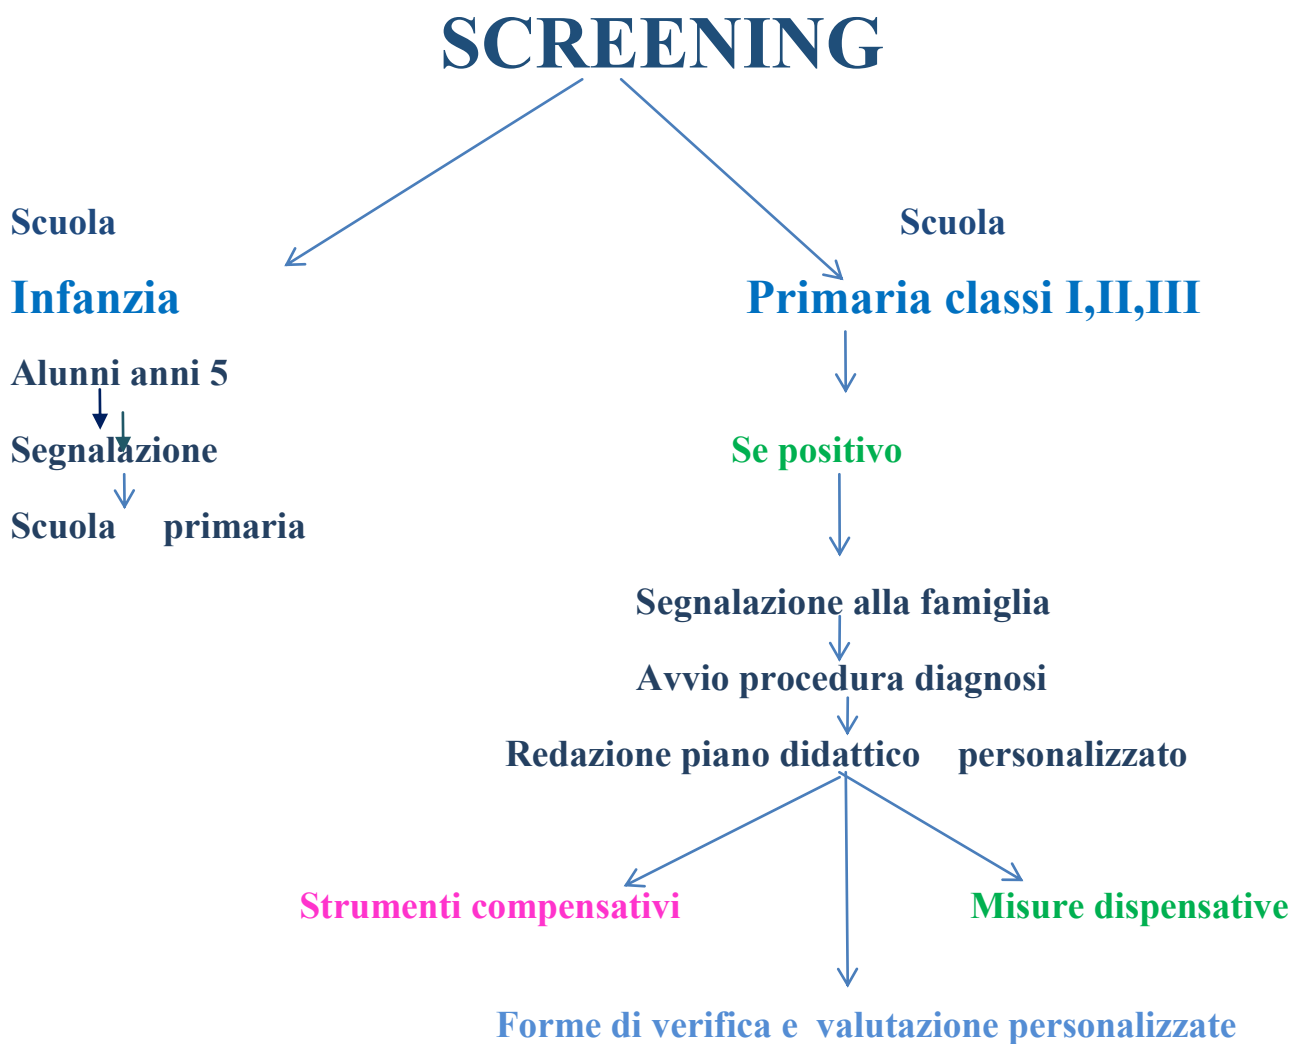 SCREENING
Scuola Scuola
Infanzia Primaria classi I,II,III
Alunni anni 5
Segnalazione Se positivo
Scuola primaria
Segnalazione alla famiglia
Avvio procedura diagnosi
Redazione piano didattico personalizzato
Strumenti compensativi Misure dispensative
Forme di verifica e valutazione personalizzate